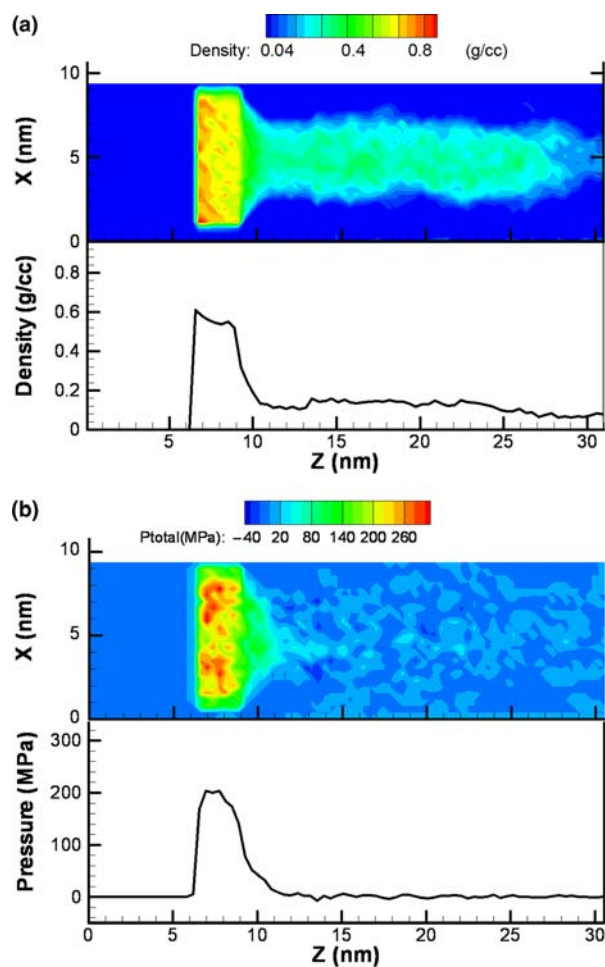 (a)
Density: 0.04 0.4 0.8 (g/cc)
10
X (nm)
5
0
0.8
Density (g/cc)
0.6
0.4
0.2
0
5 10 15 20 25 30
Z (nm)
(b)
Ptotal(MPa): −40 20 80 140 200 260
10
X (nm)
5
0
300
Pressure (MPa)
200
100
0
0 5 10 15 20 25 30
Z (nm)